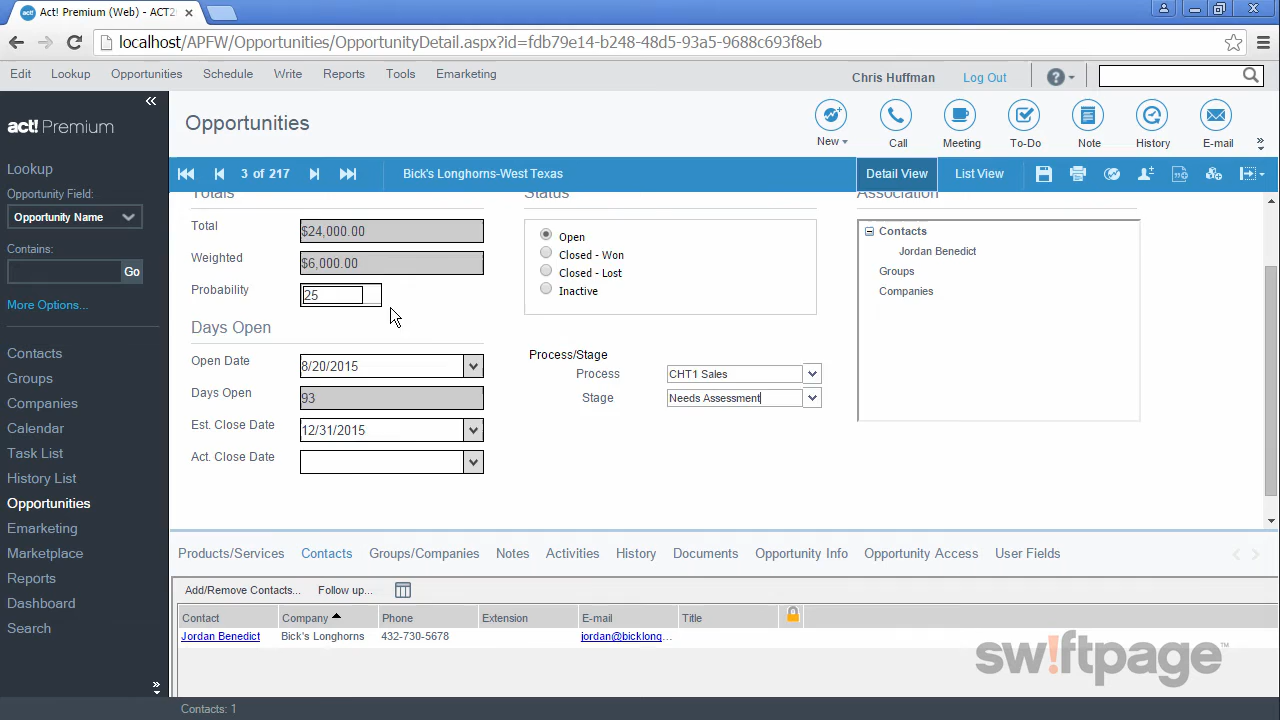 act! Act! Premium (Web) - ACT2 ×
localhost/APFW/Opportunities/OpportunityDetail.aspx?id=fdb79e14-b248-48d5-93a5-9688c693f8eb
Edit Lookup Opportunities Schedule Write Reports Tools Emarketing Chris Huffman Log Out ?
«
act! Premium
Opportunities
New Call Meeting To-Do Note History E-mail
3 of 217 Bick's Longhorns-West Texas Detail View List View
Lookup
Opportunity Field:
Opportunity Name
Contains:
Go
More Options...
Contacts
Groups
Companies
Calendar
Task List
History List
Opportunities
Emarketing
Marketplace
Reports
Dashboard
Search
Totals
Total $24,000.00
Weighted $6,000.00
Probability 25
Days Open
Open Date 8/20/2015
Days Open 93
Est. Close Date 12/31/2015
Act. Close Date
Status
Open
Closed - Won
Closed - Lost
Inactive
Process/Stage
Process CHT1 Sales
Stage Needs Assessment
Association
Contacts
Jordan Benedict
Groups
Companies
Products/Services Contacts Groups/Companies Notes Activities History Documents Opportunity Info Opportunity Access User Fields
Add/Remove Contacts... Follow up...
Contact Company Phone Extension E-mail Title
Jordan Benedict Bick's Longhorns 432-730-5678 jordan@bicklong...
sw!ftpage™
Contacts: 1